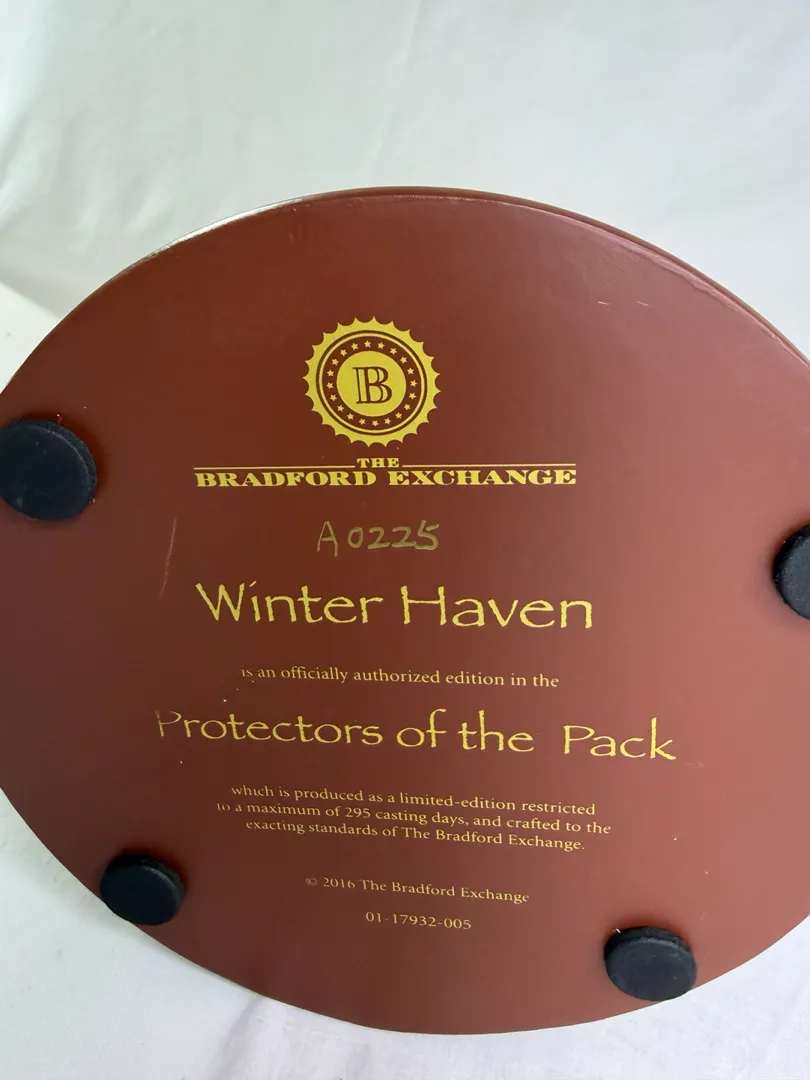 B
THE
BRADFORD EXCHANGE
A0225
Winter Haven
is an officially authorized edition in the
Protectors of the Pack
which is produced as a limited-edition restricted
to a maximum of 295 casting days, and crafted to the
exacting standards of The Bradford Exchange.
© 2016 The Bradford Exchange
01-17932-005